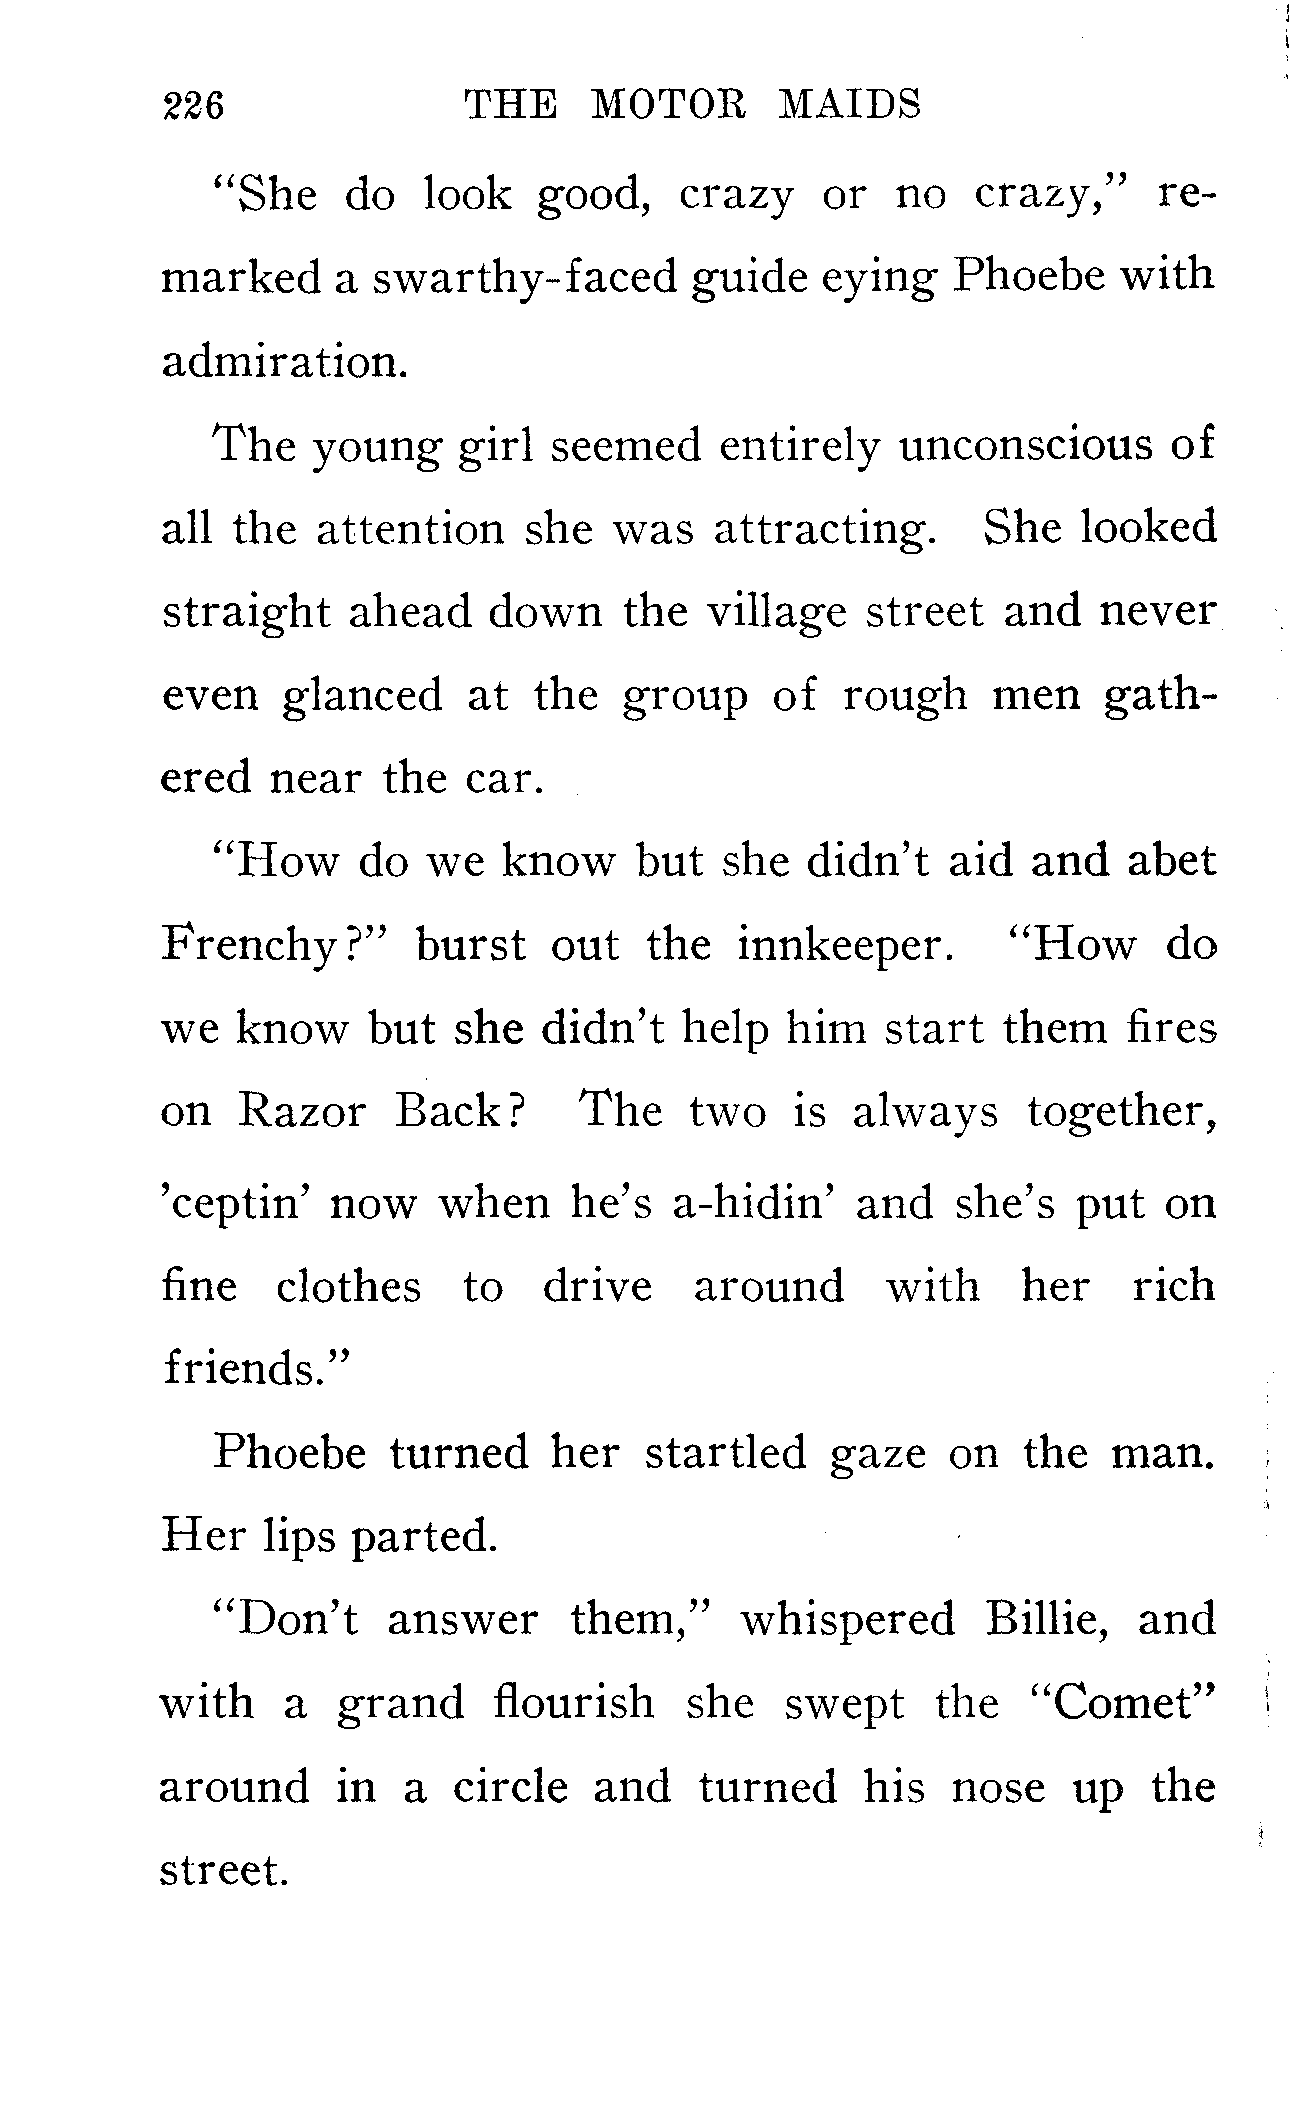 226 THE MOTOR MAIDS
“She do look good, crazy or no crazy,” re-
marked a swarthy-faced guide eying Phoebe with
admiration.
The young girl seemed entirely unconscious of
all the attention she was attracting. She looked
straight ahead down the village street and never
even glanced at the group of rough men gath-
ered near the car.
“How do we know but she didn’t aid and abet
Frenchy?” burst out the innkeeper. “How do
we know but she didn’t help him start them fires
on Razor Back? The two is always together,
’ceptin’ now when he’s a-hidin’ and she’s put on
fine clothes to drive around with her rich
friends.”
Phoebe turned her startled gaze on the man.
Her lips parted.
“Don’t answer them,” whispered Billie, and
with a grand flourish she swept the “Comet”
around in a circle and turned his nose up the
street.